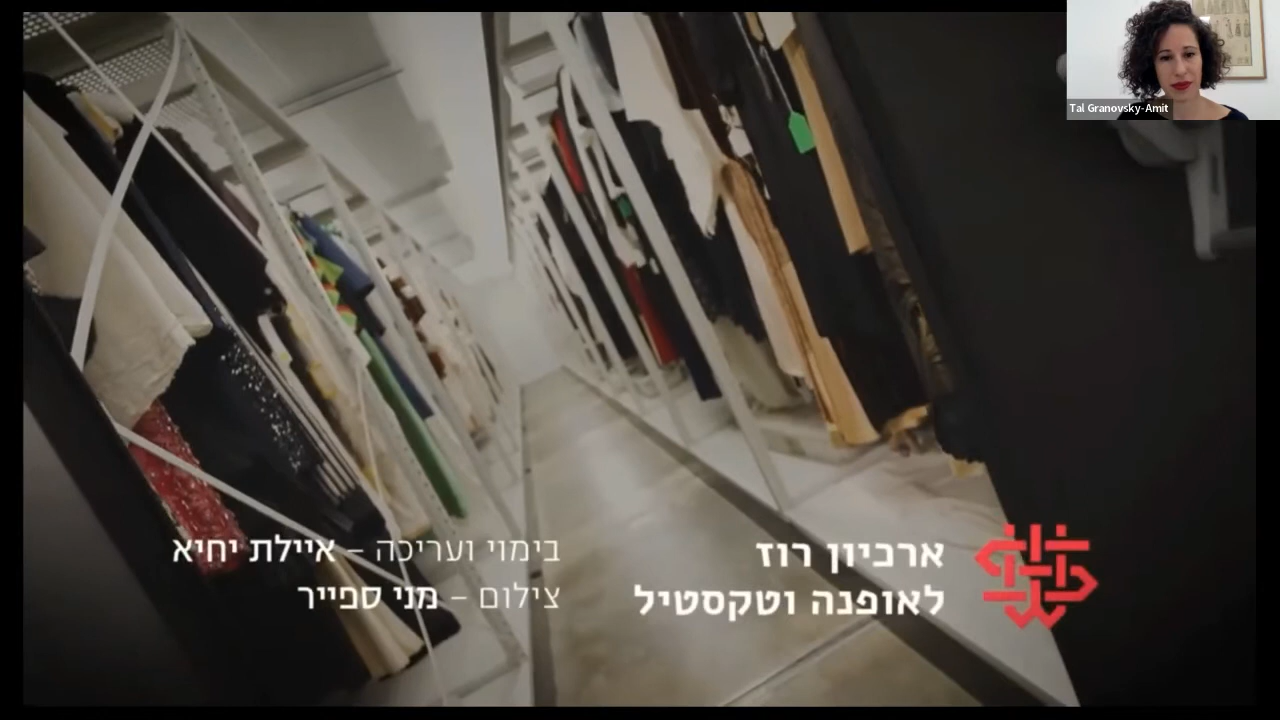 Tal Granovsky-Amit
ארכיון רוז
לאופנה וטקסטיל
בימוי ועריכה – איילת יחיא
צילום – מני ספייר